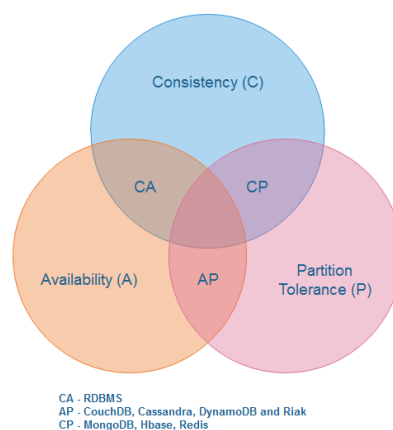 Consistency (C)
CA
CP
Availability (A)
AP
Partition
Tolerance (P)
CA - RDBMS
AP - CouchDB, Cassandra, DynamoDB and Riak
CP - MongoDB, Hbase, Redis